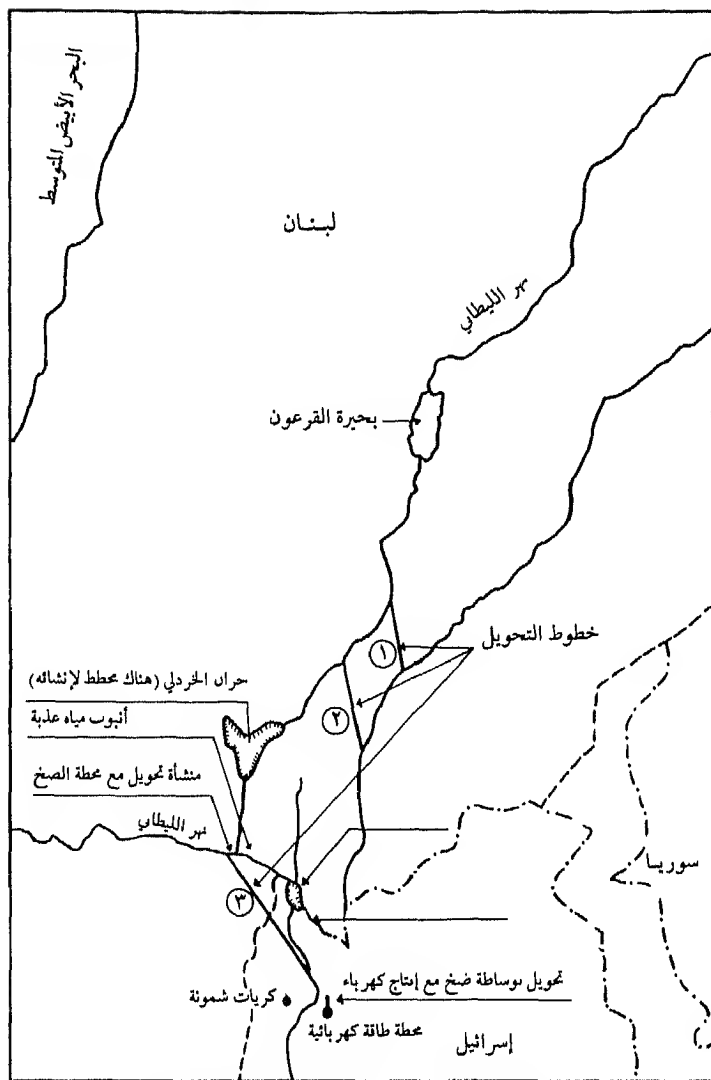 البحر الأبيض المتوسط
لبنان
نهر الليطاني
بحيرة القرعون
خطوط التحويل
١
حران الخردلي (هناك محطط لإنشائه)
٢
أنبوب مياه عذبة
منشأة تحويل مع محطة الصخ
نهر الليطاني
سوريا
٣
تحويل بوساطة ضخ مع إنتاج كهرباء
كريات شمونة
محطة طاقة كهربائية
إسرائيل